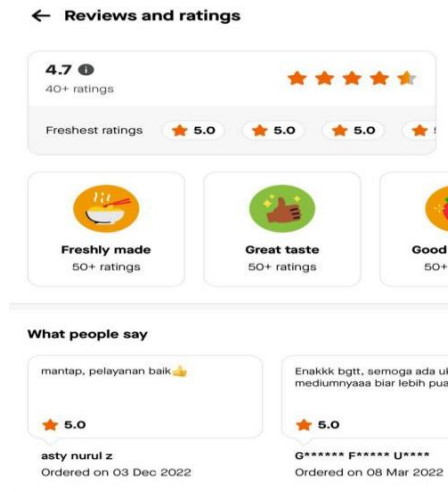 Reviews and ratings
4.7
40+ ratings
Freshest ratings 5.0 5.0 5.0
Freshly made
50+ ratings
Great taste
50+ ratings
Good
50+
What people say
mantap, pelayanan baik👍
5.0
asty nurul z
Ordered on 03 Dec 2022
Enakkk bgtt, semoga ada
mediumnyaaa biar lebih
5.0
G****** F***** U****
Ordered on 08 Mar 2022